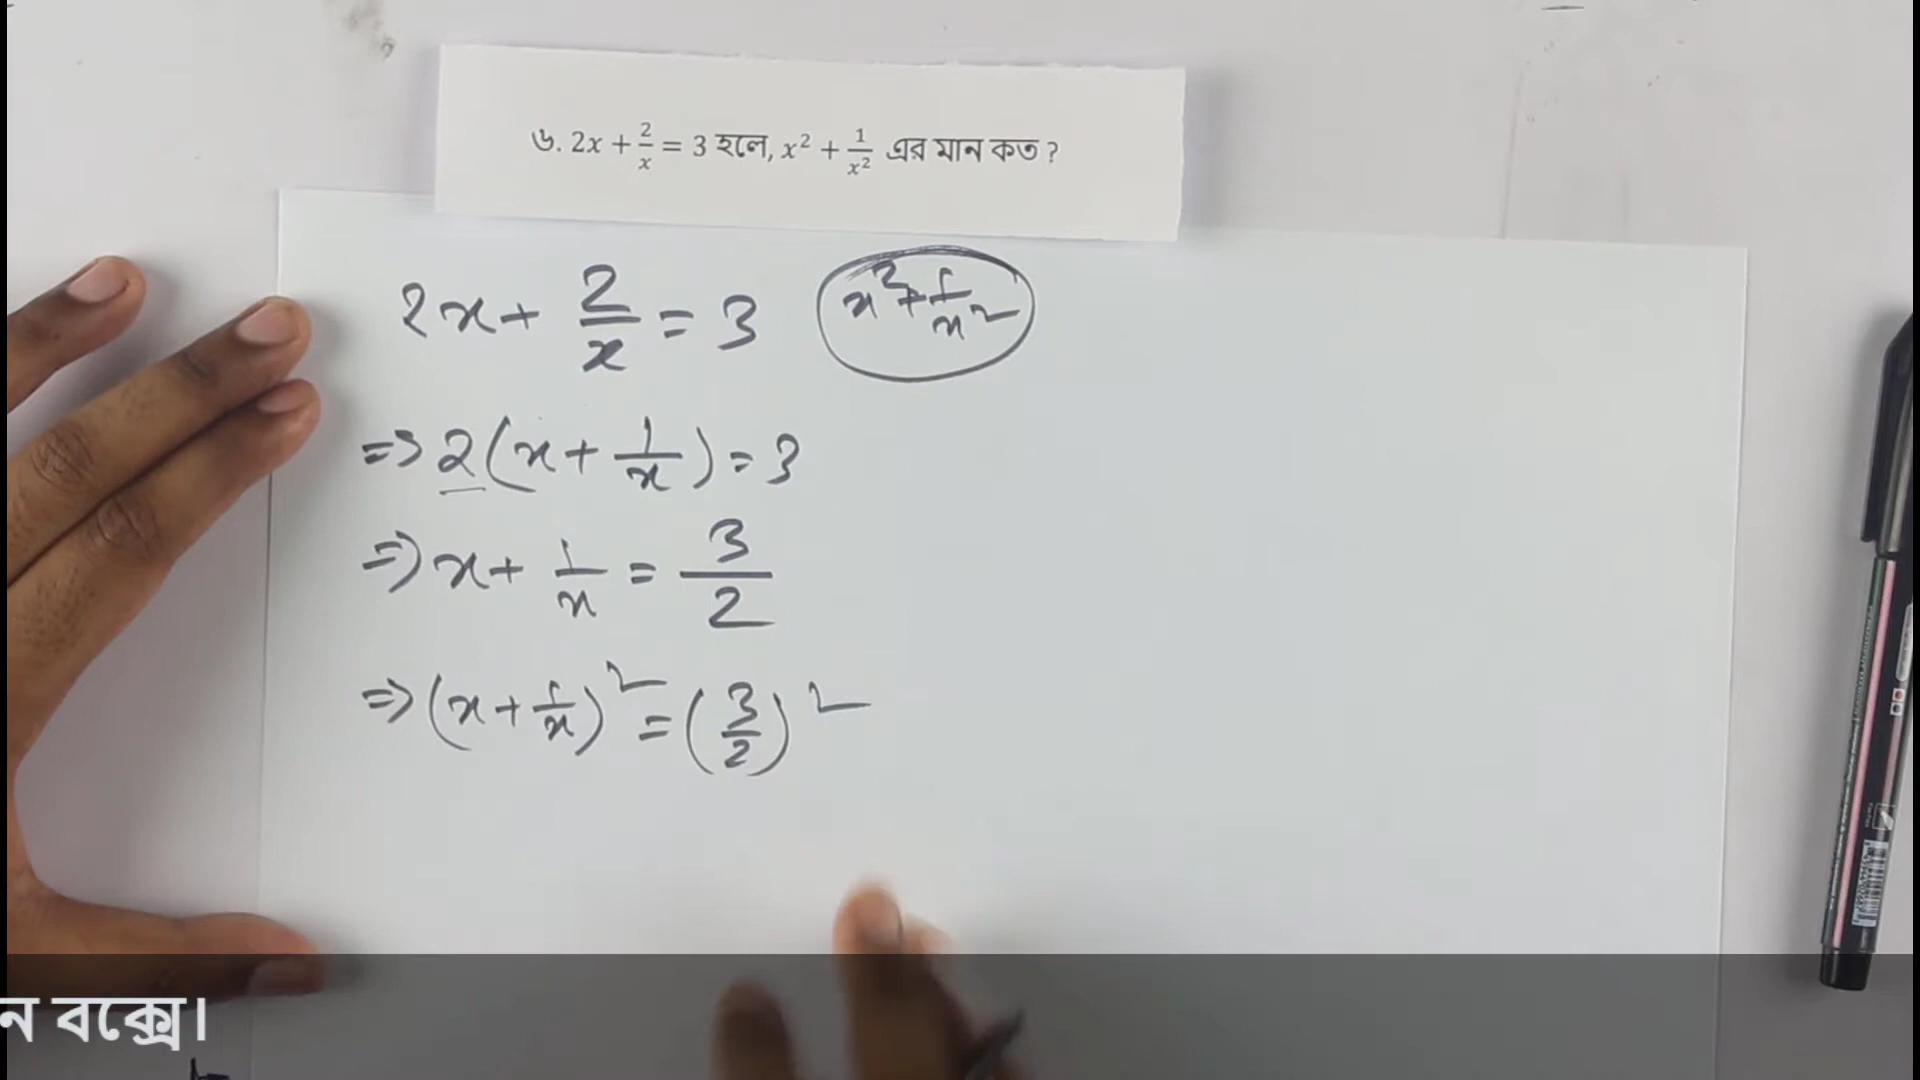 ৬. 2x + 2/x = 3 হলে, x² + 1/x² এর মান কত ?
2x + 2/x = 3
x² + 1/x²
=> 2(x + 1/x) = 3
=> x + 1/x = 3/2
=> (x + 1/x)² = (3/2)²
ন বক্সে।